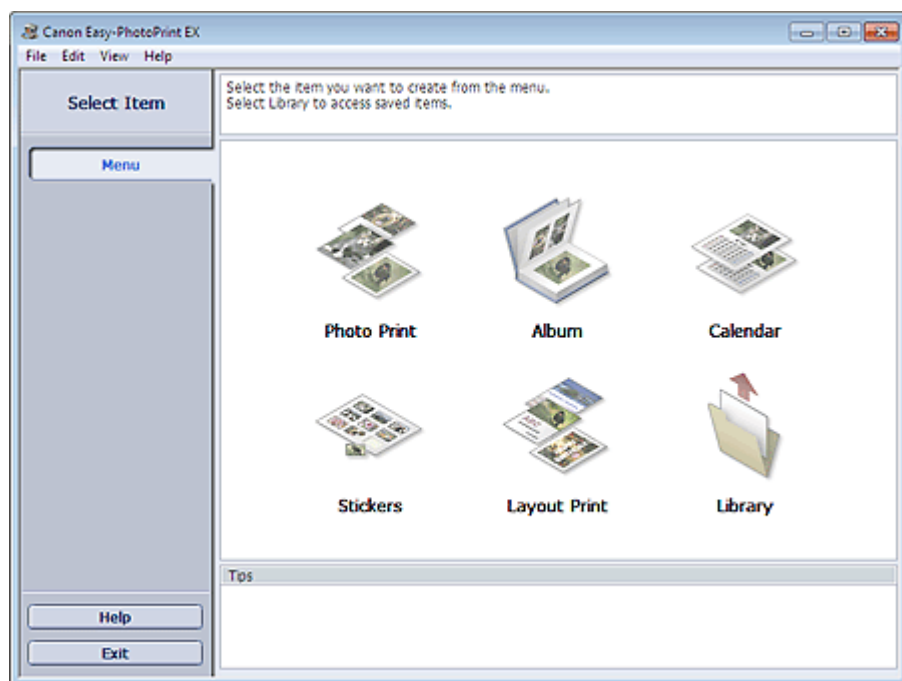 Canon Easy-PhotoPrint EX
File Edit View Help
Select Item
Select the item you want to create from the menu.
Select Library to access saved items.
Menu
Photo Print
Album
Calendar
Stickers
Layout Print
Library
Tips
Help
Exit